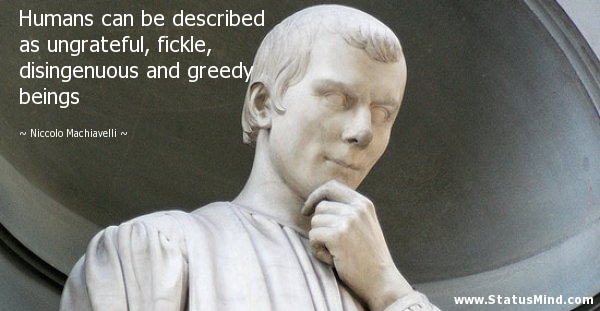 Humans can be described
as ungrateful, fickle,
disingenuous and greedy
beings
~ Niccolo Machiavelli ~
www.StatusMind.com